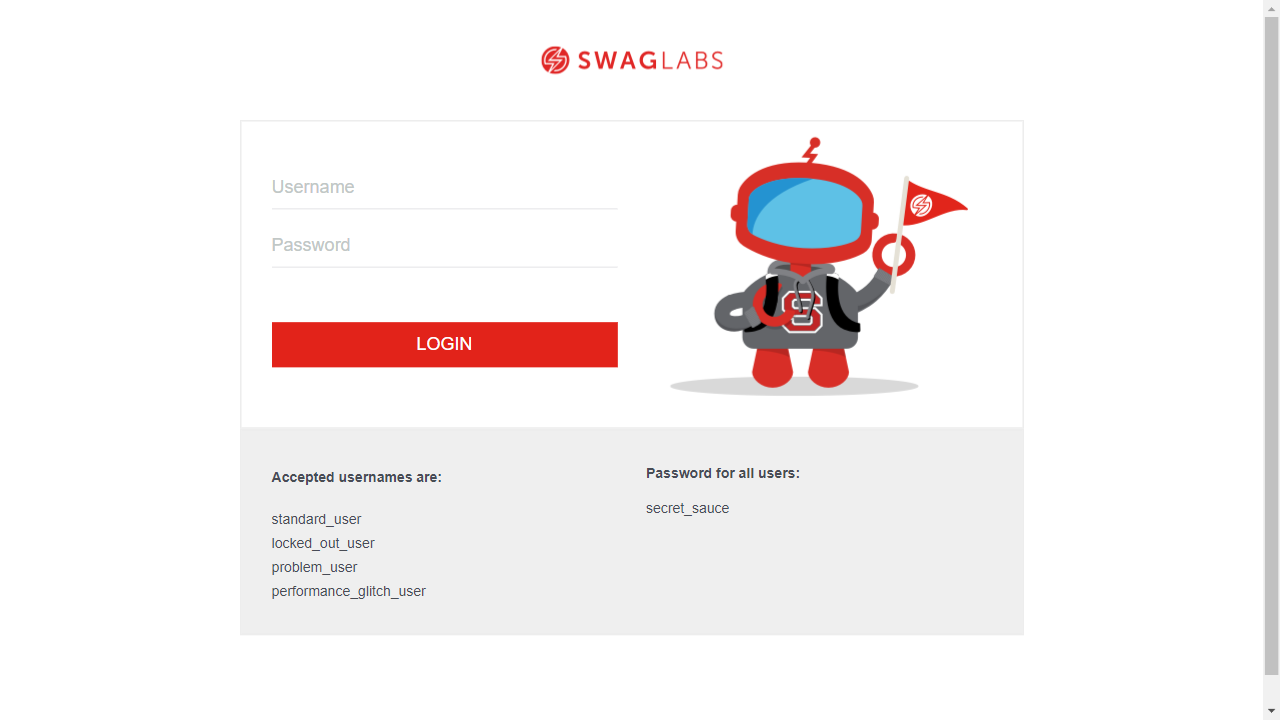 SWAGLABS
Username
Password
LOGIN
S
Accepted usernames are:
standard_user
locked_out_user
problem_user
performance_glitch_user
Password for all users:
secret_sauce